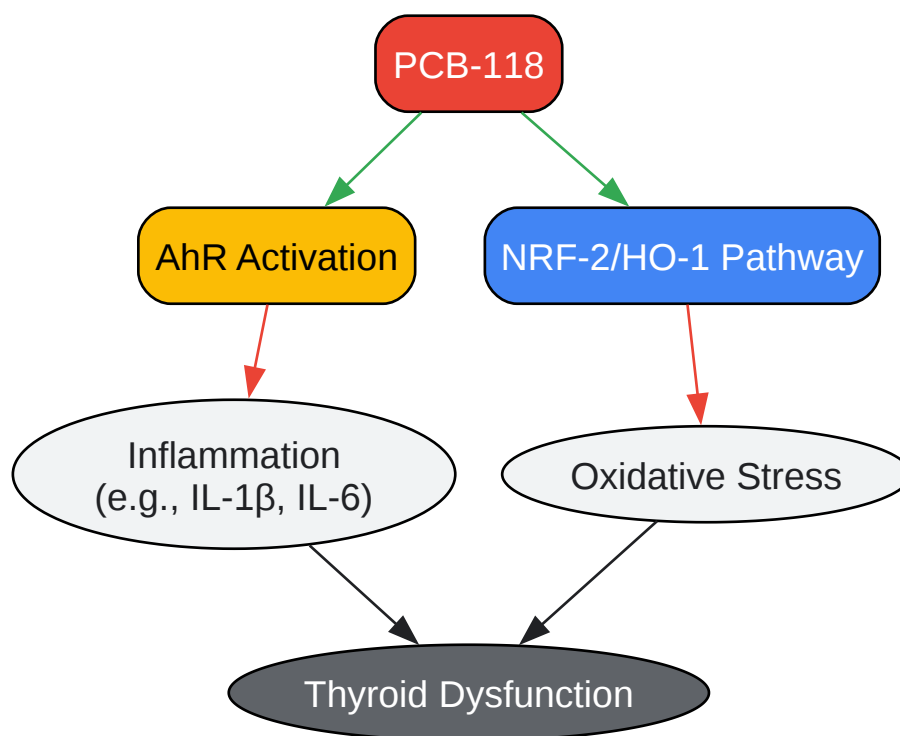 PCB-118
AhR Activation
NRF-2/HO-1 Pathway
Inflammation
(e.g., IL-1β, IL-6)
Oxidative Stress
Thyroid Dysfunction